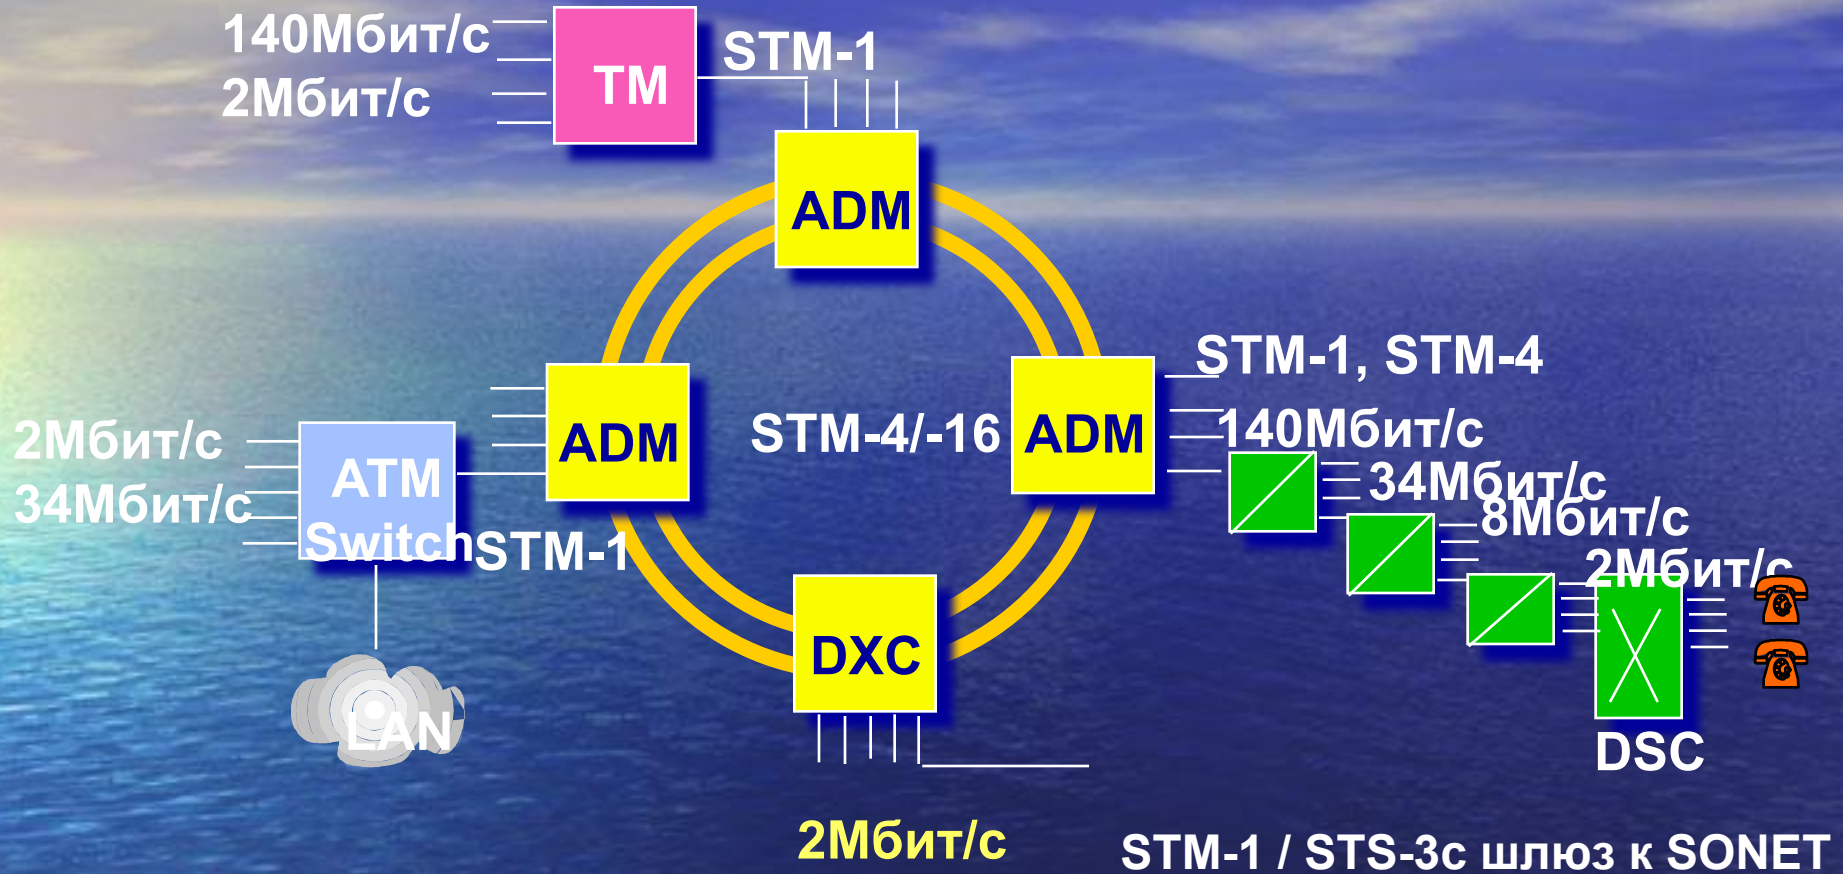 140Мбит/с
2Мбит/с
TM
STM-1
ADM
STM-1, STM-4
140Мбит/с
34Мбит/с
8Мбит/с
2Мбит/с
ADM
STM-4/-16
ADM
2Мбит/с
34Мбит/с
ATM
Switch
STM-1
LAN
DXC
DSC
2Мбит/с
STM-1 / STS-3c шлюз к SONET